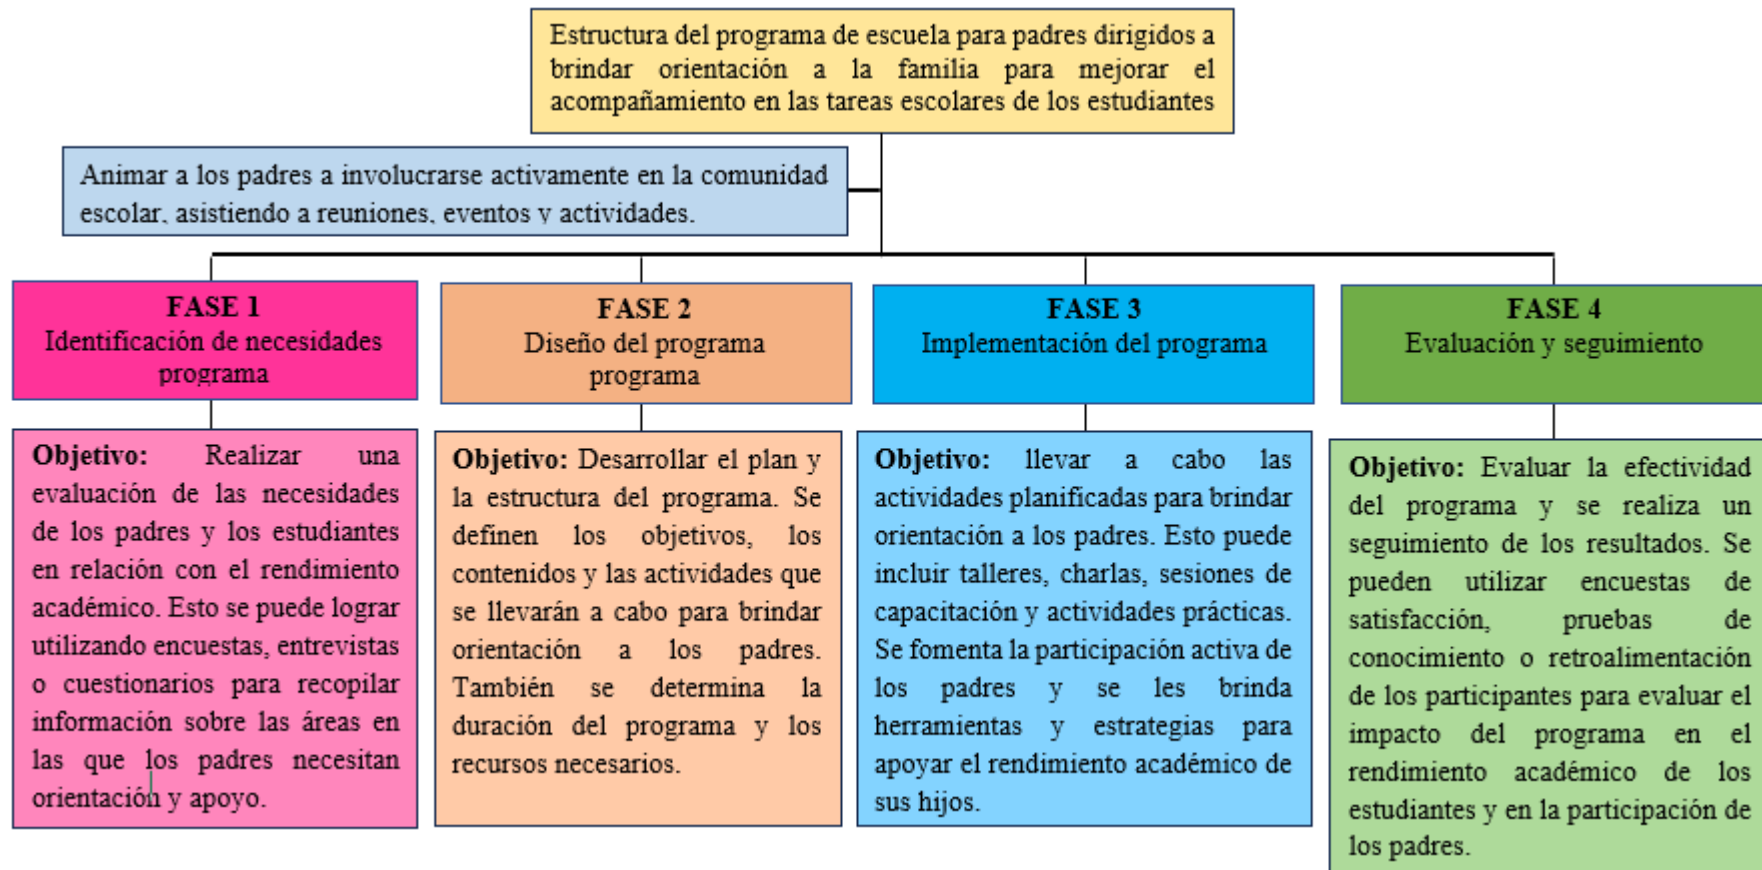 Estructura del programa de escuela para padres dirigidos a
brindar orientación a la familia para mejorar el
acompañamiento en las tareas escolares de los estudiantes
Animar a los padres a involucrarse activamente en la comunidad
escolar, asistiendo a reuniones, eventos y actividades.
FASE 1
Identificación de necesidades
programa
FASE 2
Diseño del programa
programa
FASE 3
Implementación del programa
FASE 4
Evaluación y seguimiento
Objetivo: Realizar una
evaluación de las necesidades
de los padres y los estudiantes
en relación con el rendimiento
académico. Esto se puede lograr
utilizando encuestas, entrevistas
o cuestionarios para recopilar
información sobre las áreas en
las que los padres necesitan
orientación y apoyo.
Objetivo: Desarrollar el plan y
la estructura del programa. Se
definen los objetivos, los
contenidos y las actividades que
se llevarán a cabo para brindar
orientación a los padres.
También se determina la
duración del programa y los
recursos necesarios.
Objetivo: llevar a cabo las
actividades planificadas para brindar
orientación a los padres. Esto puede
incluir talleres, charlas, sesiones de
capacitación y actividades prácticas.
Se fomenta la participación activa de
los padres y se les brinda
herramientas y estrategias para
apoyar el rendimiento académico de
sus hijos.
Objetivo: Evaluar la efectividad
del programa y se realiza un
seguimiento de los resultados. Se
pueden utilizar encuestas de
satisfacción, pruebas de
conocimiento o retroalimentación
de los participantes para evaluar el
impacto del programa en el
rendimiento académico de los
estudiantes y en la participación de
los padres.